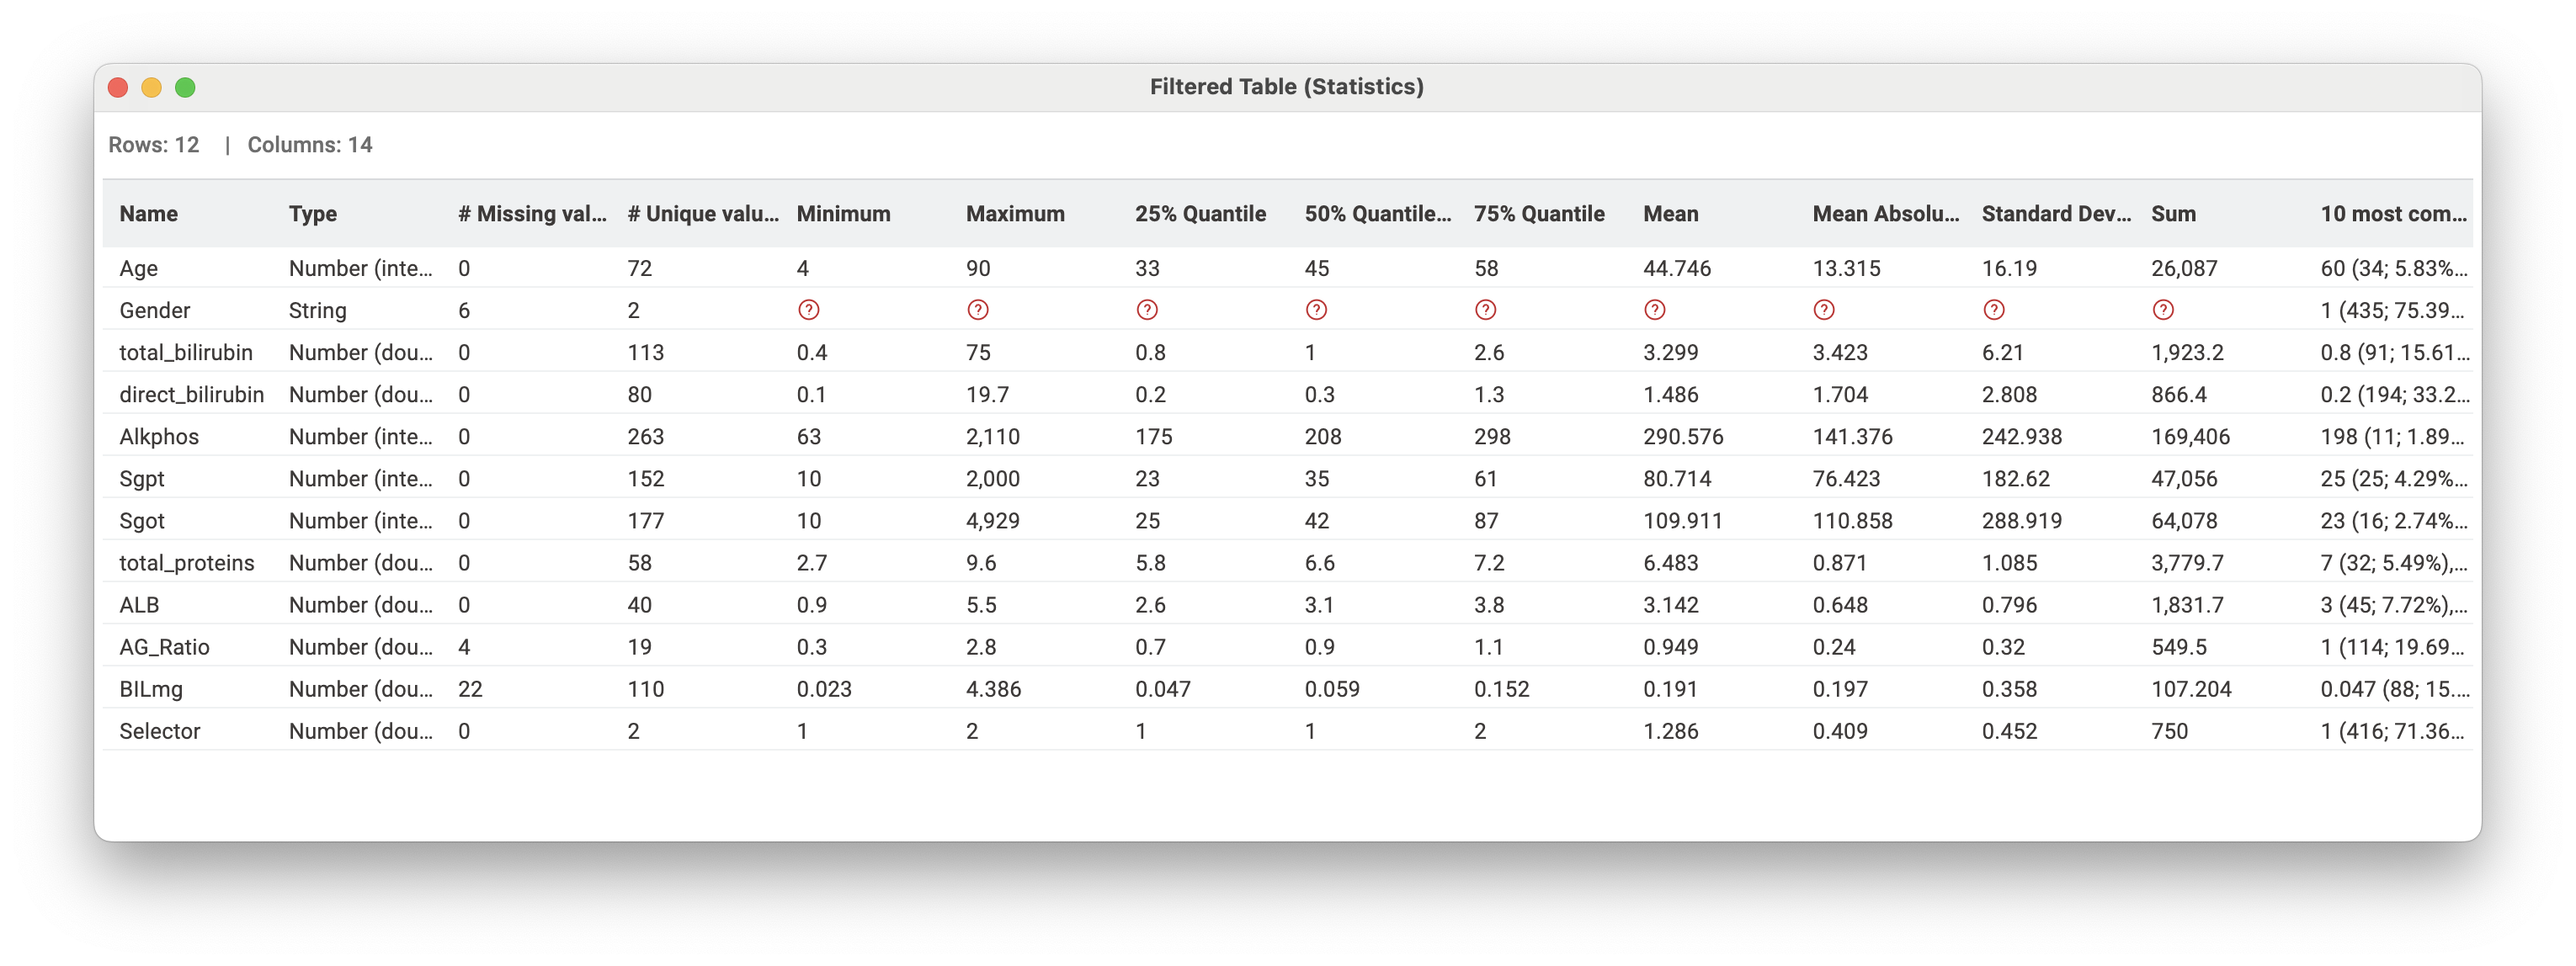 Filtered Table (Statistics)
Rows: 12 | Columns: 14
Name Type # Missing val... # Unique valu... Minimum Maximum 25% Quantile 50% Quantile... 75% Quantile Mean Mean Absolu... Standard Dev... Sum 10 most com...
Age Number (inte... 0 72 4 90 33 45 58 44.746 13.315 16.19 26,087 60 (34; 5.83%...
Gender String 6 2 ? ? ? ? ? ? ? ? ? 1 (435; 75.39...
total_bilirubin Number (dou... 0 113 0.4 75 0.8 1 2.6 3.299 3.423 6.21 1,923.2 0.8 (91; 15.61...
direct_bilirubin Number (dou... 0 80 0.1 19.7 0.2 0.3 1.3 1.486 1.704 2.808 866.4 0.2 (194; 33.2...
Alkphos Number (inte... 0 263 63 2,110 175 208 298 290.576 141.376 242.938 169,406 198 (11; 1.89...
Sgpt Number (inte... 0 152 10 2,000 23 35 61 80.714 76.423 182.62 47,056 25 (25; 4.29%...
Sgot Number (inte... 0 177 10 4,929 25 42 87 109.911 110.858 288.919 64,078 23 (16; 2.74%...
total_proteins Number (dou... 0 58 2.7 9.6 5.8 6.6 7.2 6.483 0.871 1.085 3,779.7 7 (32; 5.49%),...
ALB Number (dou... 0 40 0.9 5.5 2.6 3.1 3.8 3.142 0.648 0.796 1,831.7 3 (45; 7.72%),...
AG_Ratio Number (dou... 4 19 0.3 2.8 0.7 0.9 1.1 0.949 0.24 0.32 549.5 1 (114; 19.69...
BILmg Number (dou... 22 110 0.023 4.386 0.047 0.059 0.152 0.191 0.197 0.358 107.204 0.047 (88; 15....
Selector Number (dou... 0 2 1 2 1 1 2 1.286 0.409 0.452 750 1 (416; 71.36...